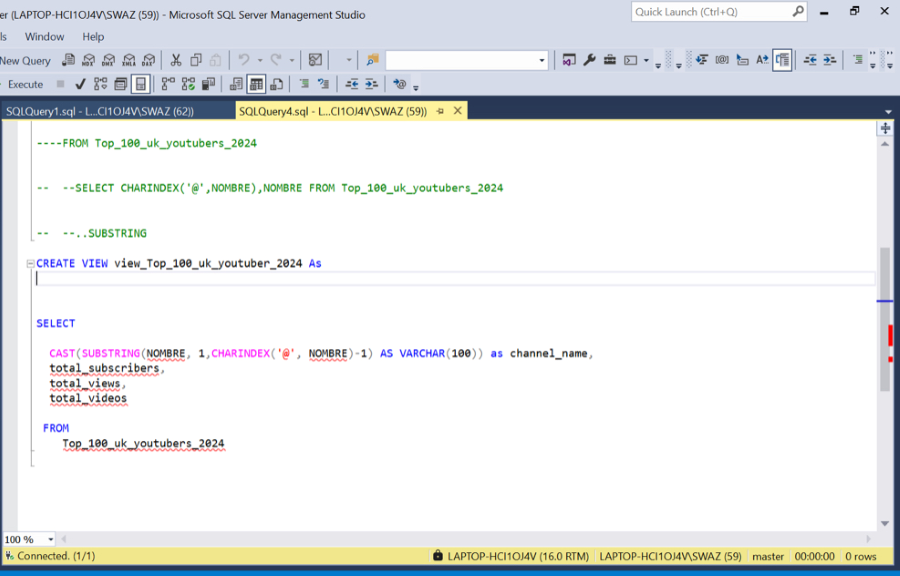 er (LAPTOP-HCI1OJ4V\SWAZ (59)) - Microsoft SQL Server Management Studio
Quick Launch (Ctrl+Q)
ls Window Help
New Query
Execute
SQLQuery1.sql - L...CI1OJ4V\SWAZ (62))
SQLQuery4.sql - L...CI1OJ4V\SWAZ (59))
----FROM Top_100_uk_youtubers_2024
-- --SELECT CHARINDEX('@',NOMBRE),NOMBRE FROM Top_100_uk_youtubers_2024
-- --..SUBSTRING
CREATE VIEW view_Top_100_uk_youtuber_2024 As
SELECT
CAST(SUBSTRING(NOMBRE, 1,CHARINDEX('@', NOMBRE)-1) AS VARCHAR(100)) as channel_name,
total_subscribers,
total_views,
total_videos
FROM
Top_100_uk_youtubers_2024
100 %
Connected. (1/1)
LAPTOP-HCI1OJ4V (16.0 RTM) LAPTOP-HCI1OJ4V\SWAZ (59) master 00:00:00 0 rows